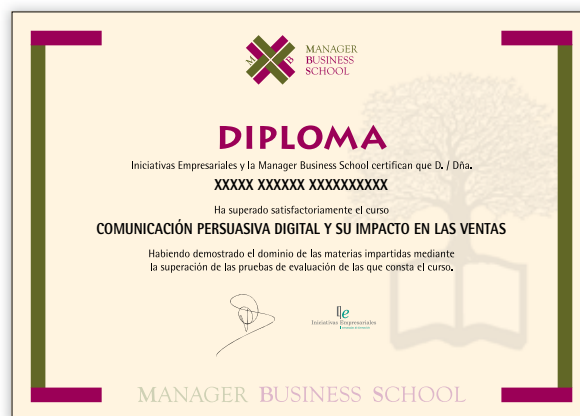 M B
MANAGER
BUSINESS
SCHOOL
DIPLOMA
Iniciativas Empresariales y la Manager Business School certifican que D. / Dña.
XXXXX XXXXXX XXXXXXXXXX
Ha superado satisfactoriamente el curso
COMUNICACIÓN PERSUASIVA DIGITAL Y SU IMPACTO EN LAS VENTAS
Habiendo demostrado el dominio de las materias impartidas mediante
la superación de las pruebas de evaluación de las que consta el curso.
Iniciativas Empresariales
MANAGER BUSINESS SCHOOL